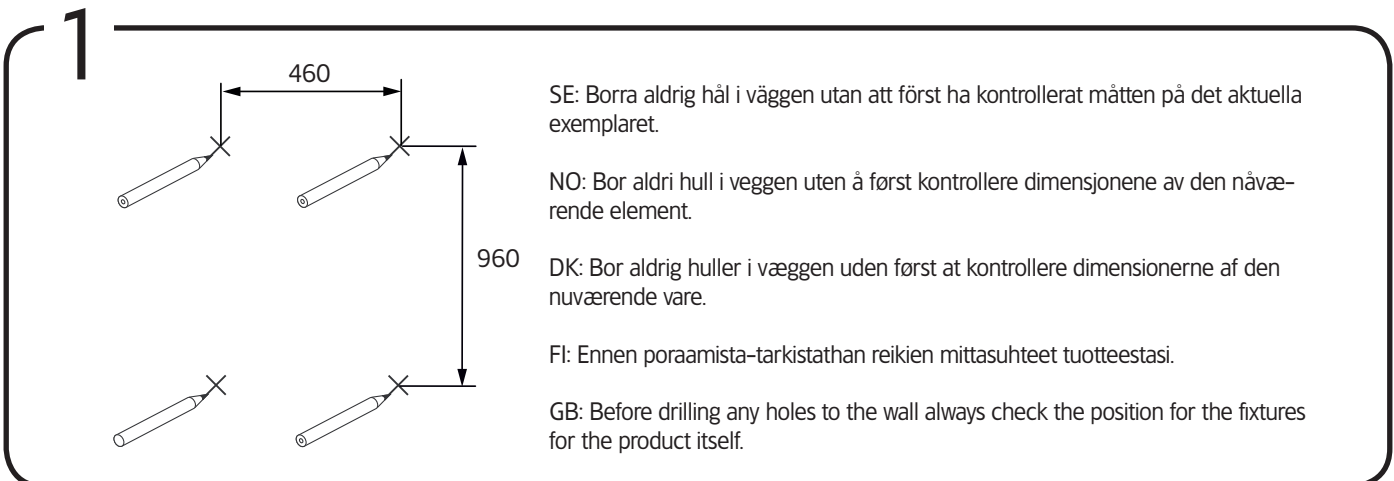 1
460
960
SE: Borra aldrig hål i väggen utan att först ha kontrollerat måtten på det aktuella
exemplaret.
NO: Bor aldri hull i veggen uten å først kontrollere dimensjonene av den nåvæ-
rende element.
DK: Bor aldrig huller i væggen uden først at kontrollere dimensionerne af den
nuværende vare.
FI: Ennen poraamista-tarkistathan reikien mittasuhteet tuotteestasi.
GB: Before drilling any holes to the wall always check the position for the fixtures
for the product itself.